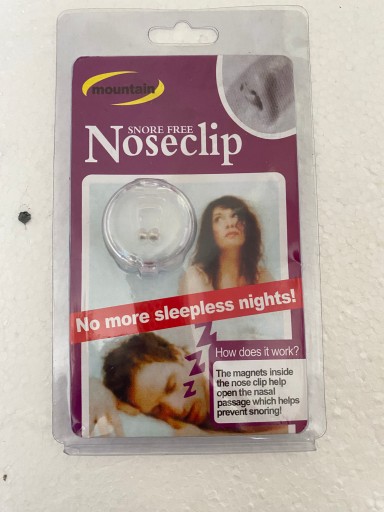 mountain
SNORE FREE
Noseclip
No more sleepless nights!
Z
Z
Z
Z
How does it work?
The magnets inside
the nose clip help
open the nasal
passage which helps
prevent snoring!